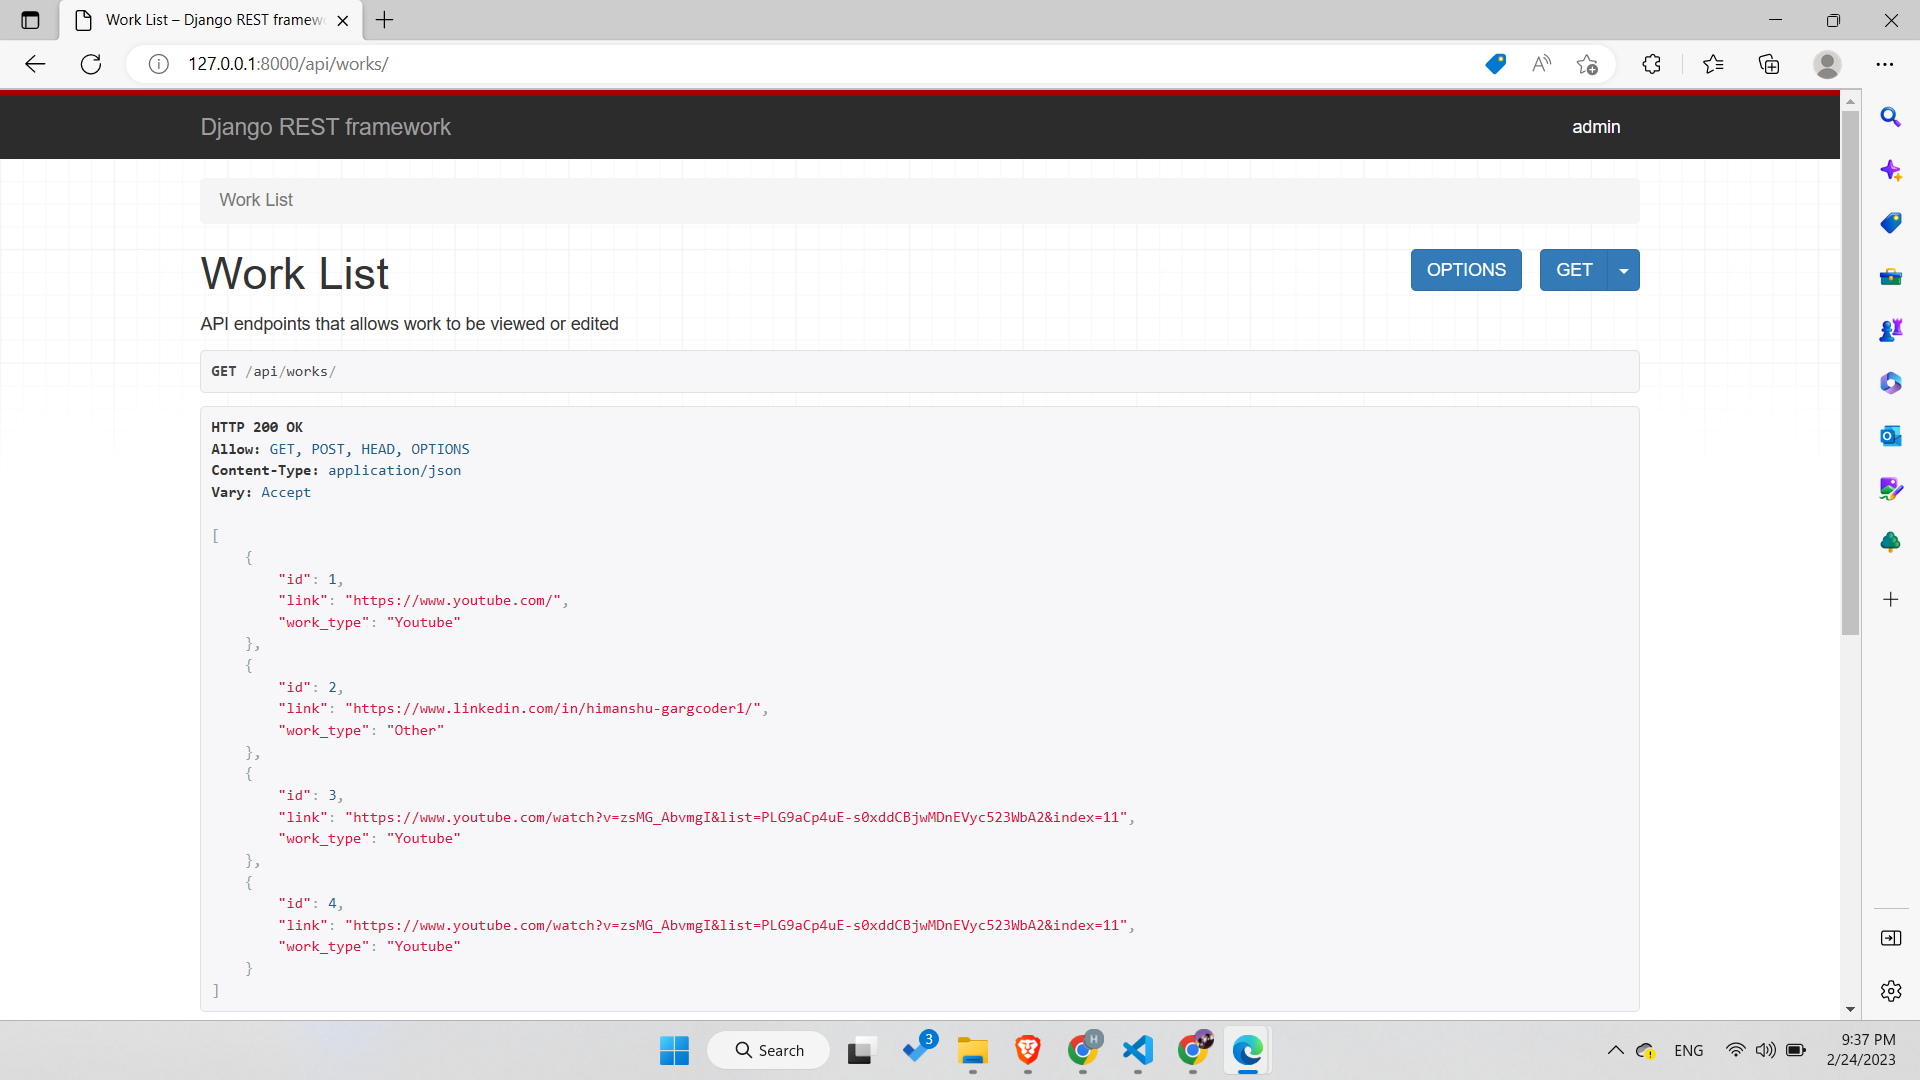 Work List – Django REST framew
127.0.0.1:8000/api/works/
Django REST framework
admin
Work List
Work List
OPTIONS
GET
API endpoints that allows work to be viewed or edited
GET /api/works/
HTTP 200 OK
Allow: GET, POST, HEAD, OPTIONS
Content-Type: application/json
Vary: Accept
[
{
"id": 1,
"link": "https://www.youtube.com/",
"work_type": "Youtube"
},
{
"id": 2,
"link": "https://www.linkedin.com/in/himanshu-gargcoder1/",
"work_type": "Other"
},
{
"id": 3,
"link": "https://www.youtube.com/watch?v=zsMG_AbvmgI&list=PLG9aCp4uE-s0xddCBjwMDnEVyc523WbA2&index=11",
"work_type": "Youtube"
},
{
"id": 4,
"link": "https://www.youtube.com/watch?v=zsMG_AbvmgI&list=PLG9aCp4uE-s0xddCBjwMDnEVyc523WbA2&index=11",
"work_type": "Youtube"
}
]
Search
3
H
ENG
9:37 PM
2/24/2023